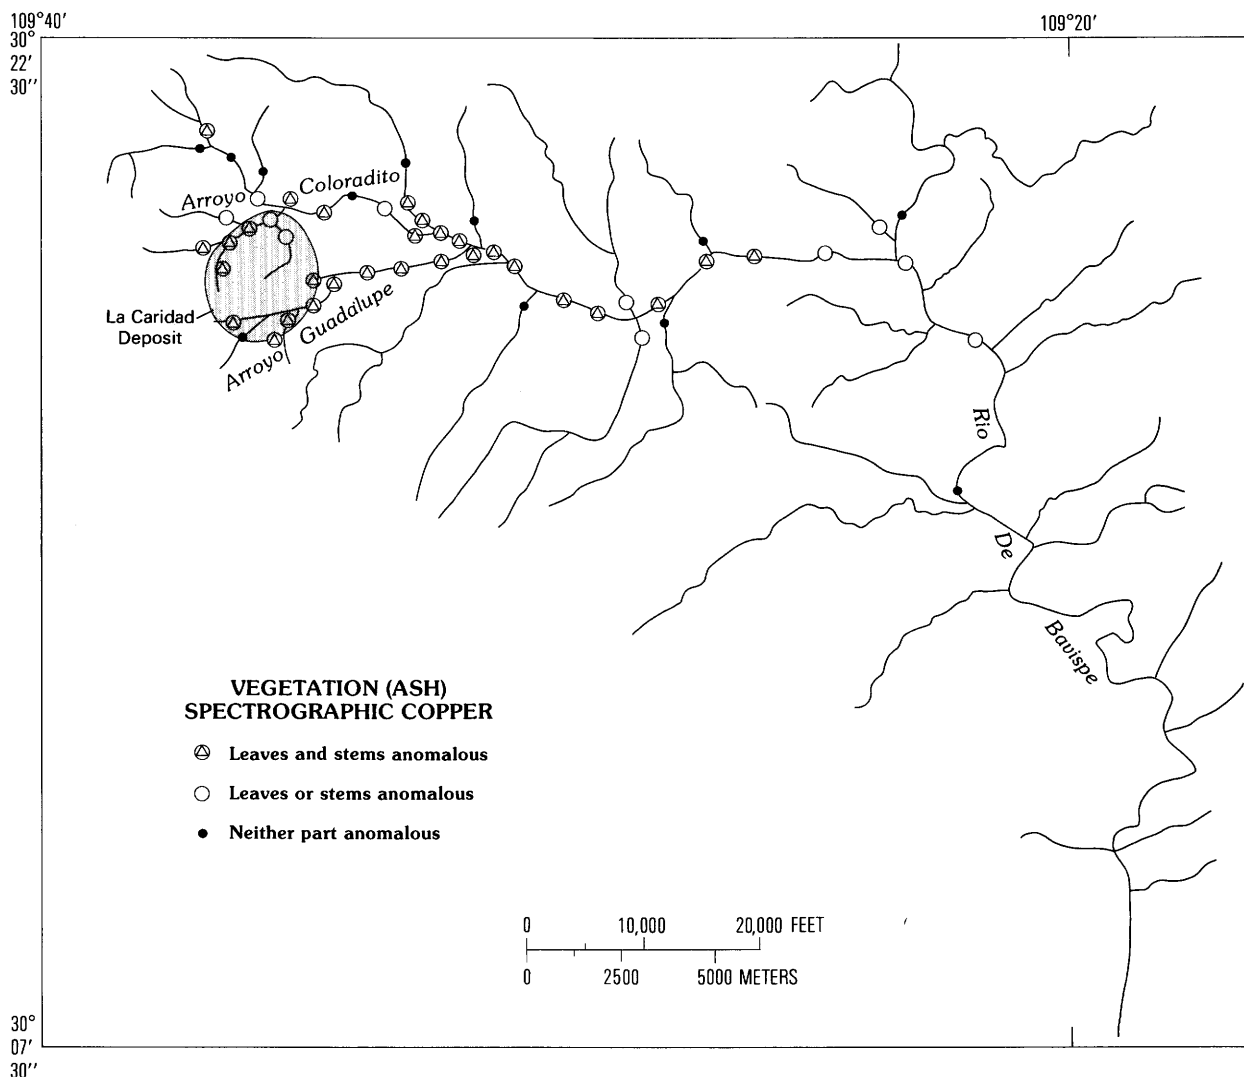 109°40′
109°20′
30°
22′
30′′
Arroyo
Coloradito
La Caridad
Deposit
Arroyo
Guadalupe
Rio
De
Bavispe
VEGETATION (ASH)
SPECTROGRAPHIC COPPER
Leaves and stems anomalous
Leaves or stems anomalous
Neither part anomalous
0 10,000 20,000 FEET
0 2500 5000 METERS
30°
07′
30′′